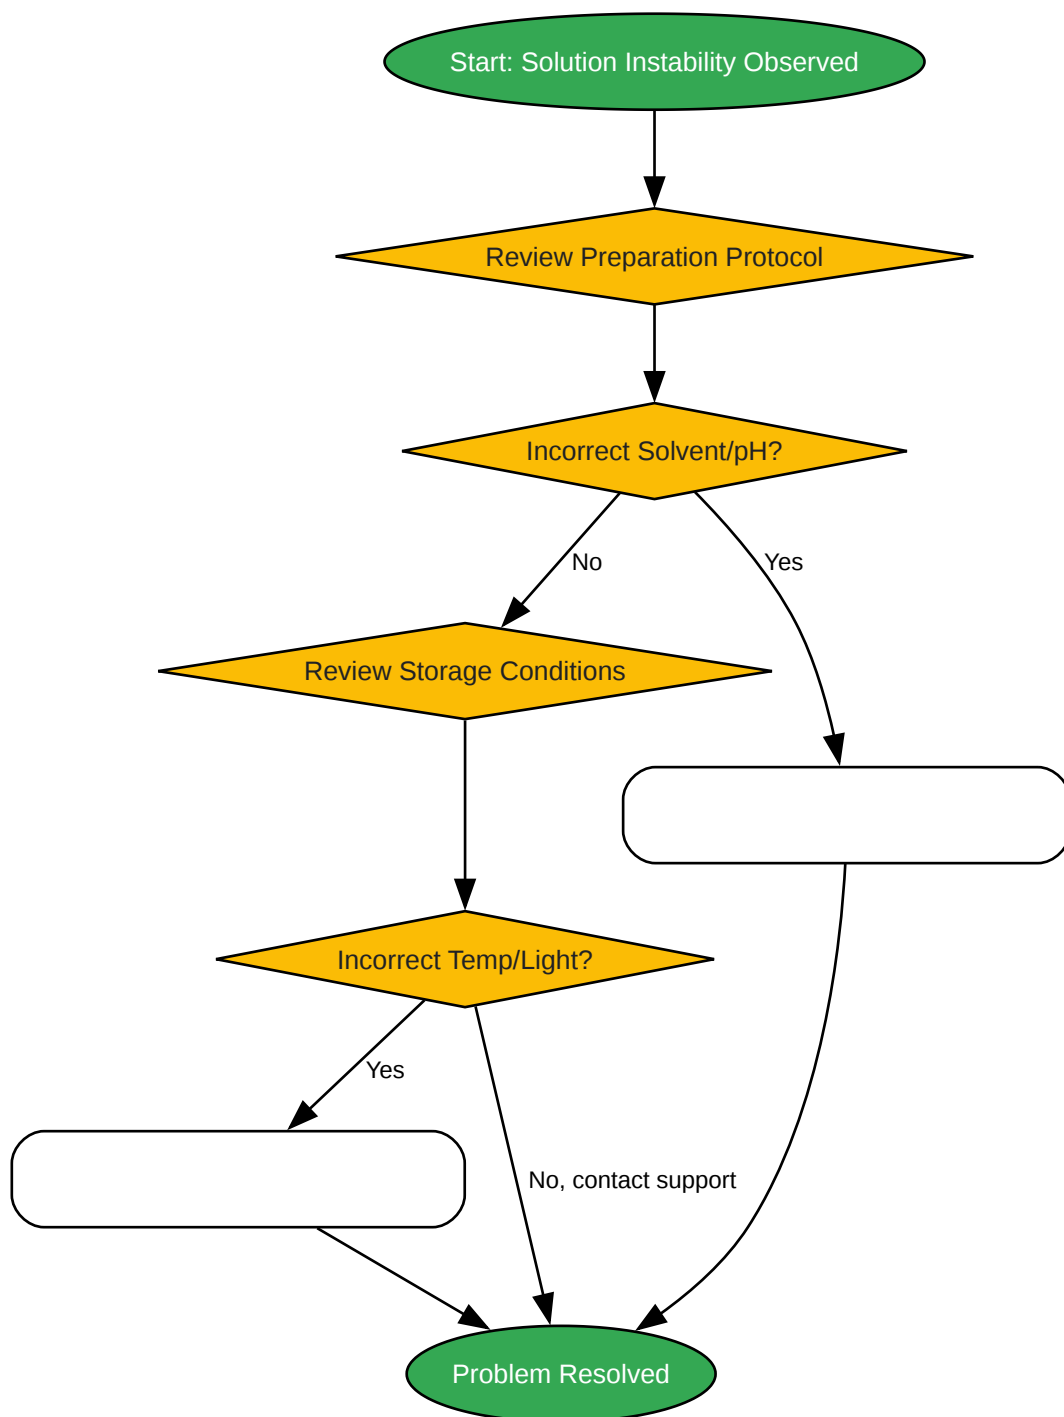 Start: Solution Instability Observed
Review Preparation Protocol
Incorrect Solvent/pH?
No
Yes
Review Storage Conditions
Incorrect Temp/Light?
Yes
No, contact support
Problem Resolved